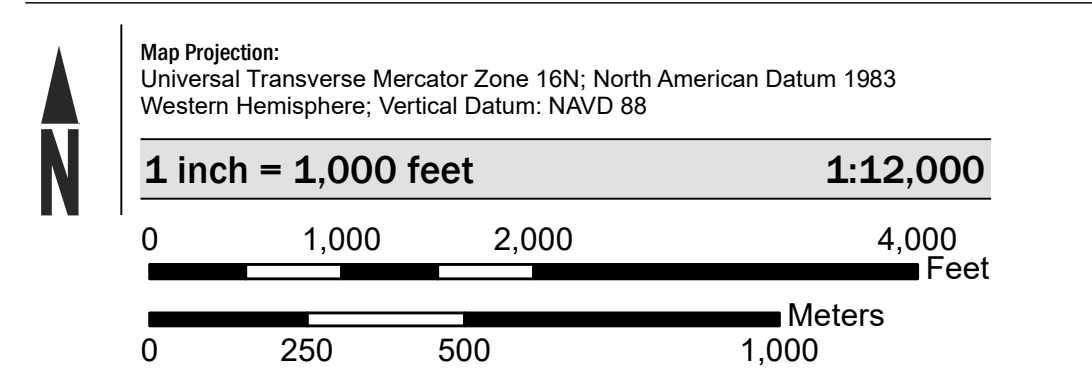 Map Projection:
Universal Transverse Mercator Zone 16N; North American Datum 1983
Western Hemisphere; Vertical Datum: NAVD 88
N
1 inch = 1,000 feet 1:12,000
0 1,000 2,000 4,000
Feet
Meters
0 250 500 1,000